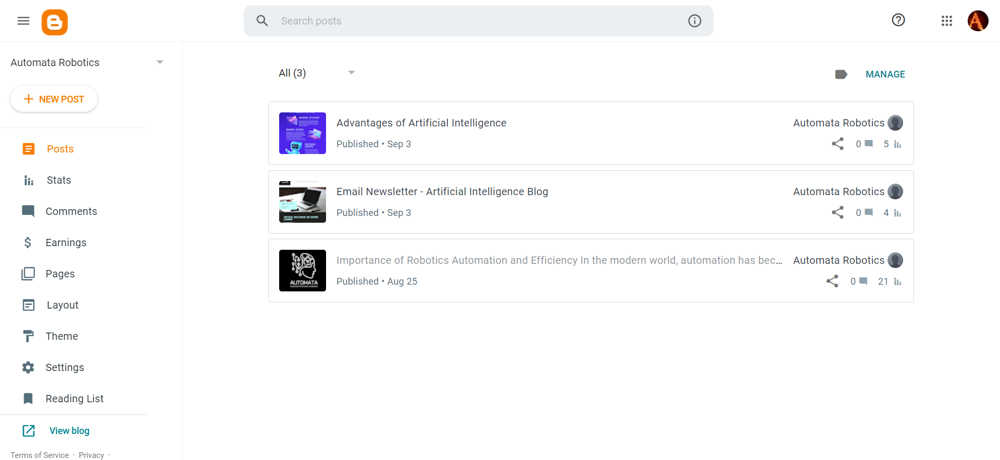 Search posts
Automata Robotics
NEW POST
Posts
Stats
Comments
Earnings
Pages
Layout
Theme
Settings
Reading List
View blog
Terms of Service · Privacy ·
All (3)
MANAGE
Advantages of Artificial Intelligence
Automata Robotics
Published • Sep 3
0 5
Email Newsletter - Artificial Intelligence Blog
Automata Robotics
Published • Sep 3
0 4
AUTOMATA
Importance of Robotics Automation and Efficiency In the modern world, automation has bec...
Automata Robotics
Published • Aug 25
0 21